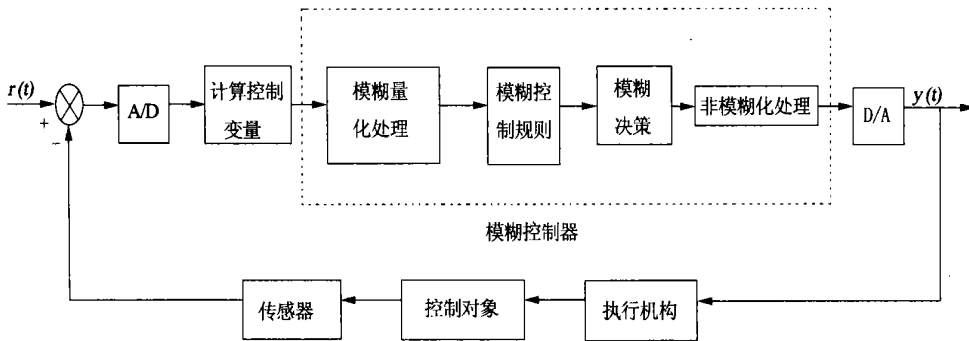 r(t)
+
−
A/D
计算控制
变量
模糊量
化处理
模糊控
制规则
模糊
决策
非模糊化处理
D/A
y(t)
模糊控制器
传感器
控制对象
执行机构